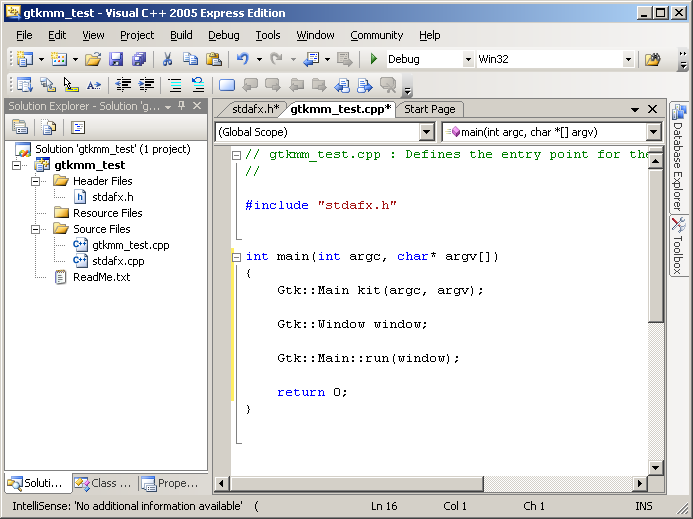 gtkmm_test - Visual C++ 2005 Express Edition
File Edit View Project Build Debug Tools Window Community Help
Debug Win32
Solution Explorer - Solution 'g...
stdafx.h* gtkmm_test.cpp* Start Page
(Global Scope) main(int argc, char *[] argv)
Solution 'gtkmm_test' (1 project)
gtkmm_test
Header Files
stdafx.h
Resource Files
Source Files
gtkmm_test.cpp
stdafx.cpp
ReadMe.txt
// gtkmm_test.cpp : Defines the entry point for the
//
#include "stdafx.h"
int main(int argc, char* argv[])
{
Gtk::Main kit(argc, argv);
Gtk::Window window;
Gtk::Main::run(window);
return 0;
}
Database Explorer
Toolbox
Soluti... Class ... Prope...
IntelliSense: 'No additional information available' ( Ln 16 Col 1 Ch 1 INS